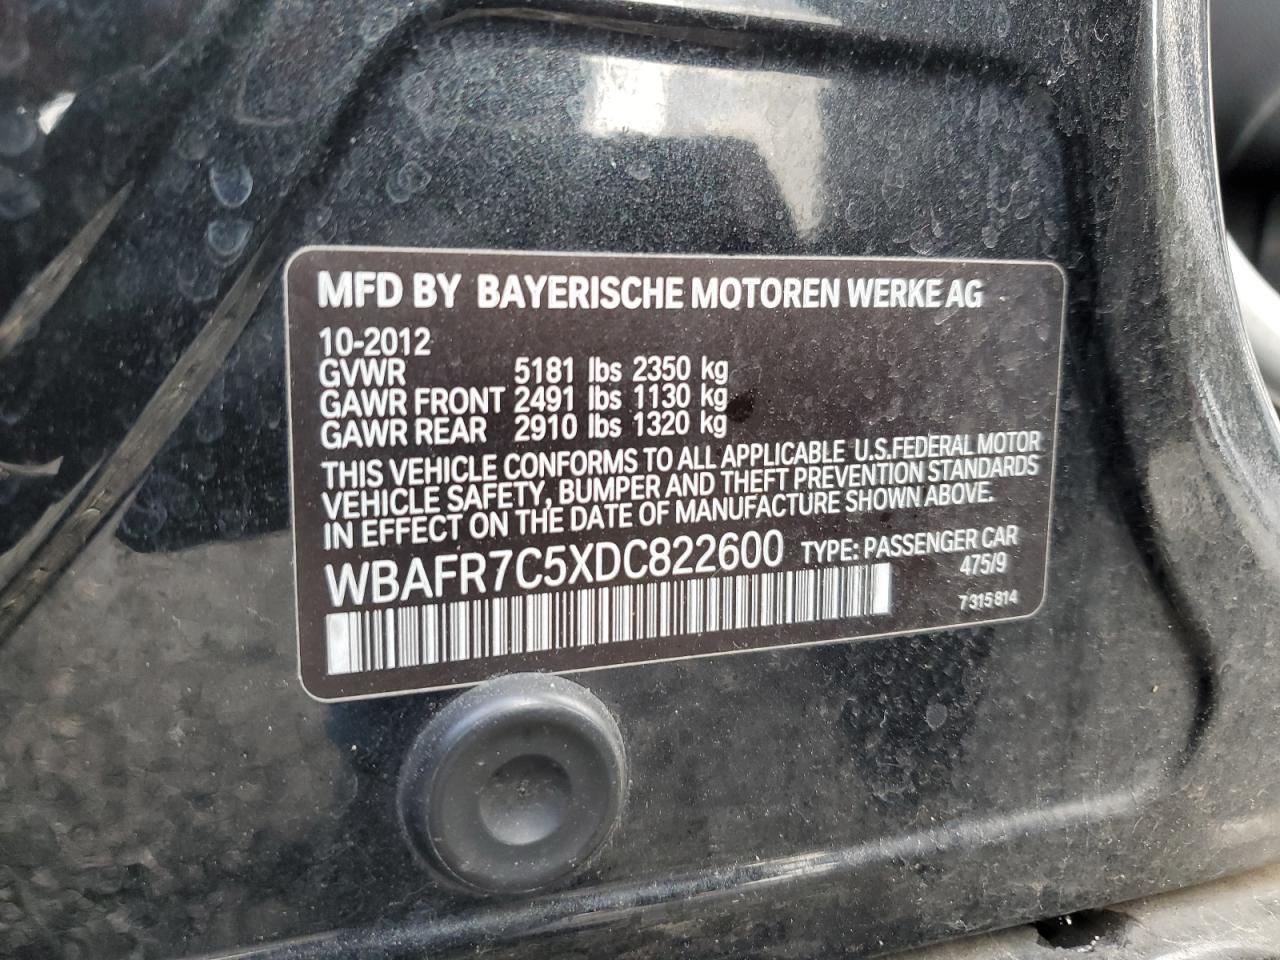 MFD BY BAYERISCHE MOTOREN WERKE AG
10-2012
GVWR 5181 lbs 2350 kg
GAWR FRONT 2491 lbs 1130 kg
GAWR REAR 2910 lbs 1320 kg
THIS VEHICLE CONFORMS TO ALL APPLICABLE U.S.FEDERAL MOTOR
VEHICLE SAFETY, BUMPER AND THEFT PREVENTION STANDARDS
IN EFFECT ON THE DATE OF MANUFACTURE SHOWN ABOVE.
WBAFR7C5XDC822600 TYPE: PASSENGER CAR
475/9
7 315 814